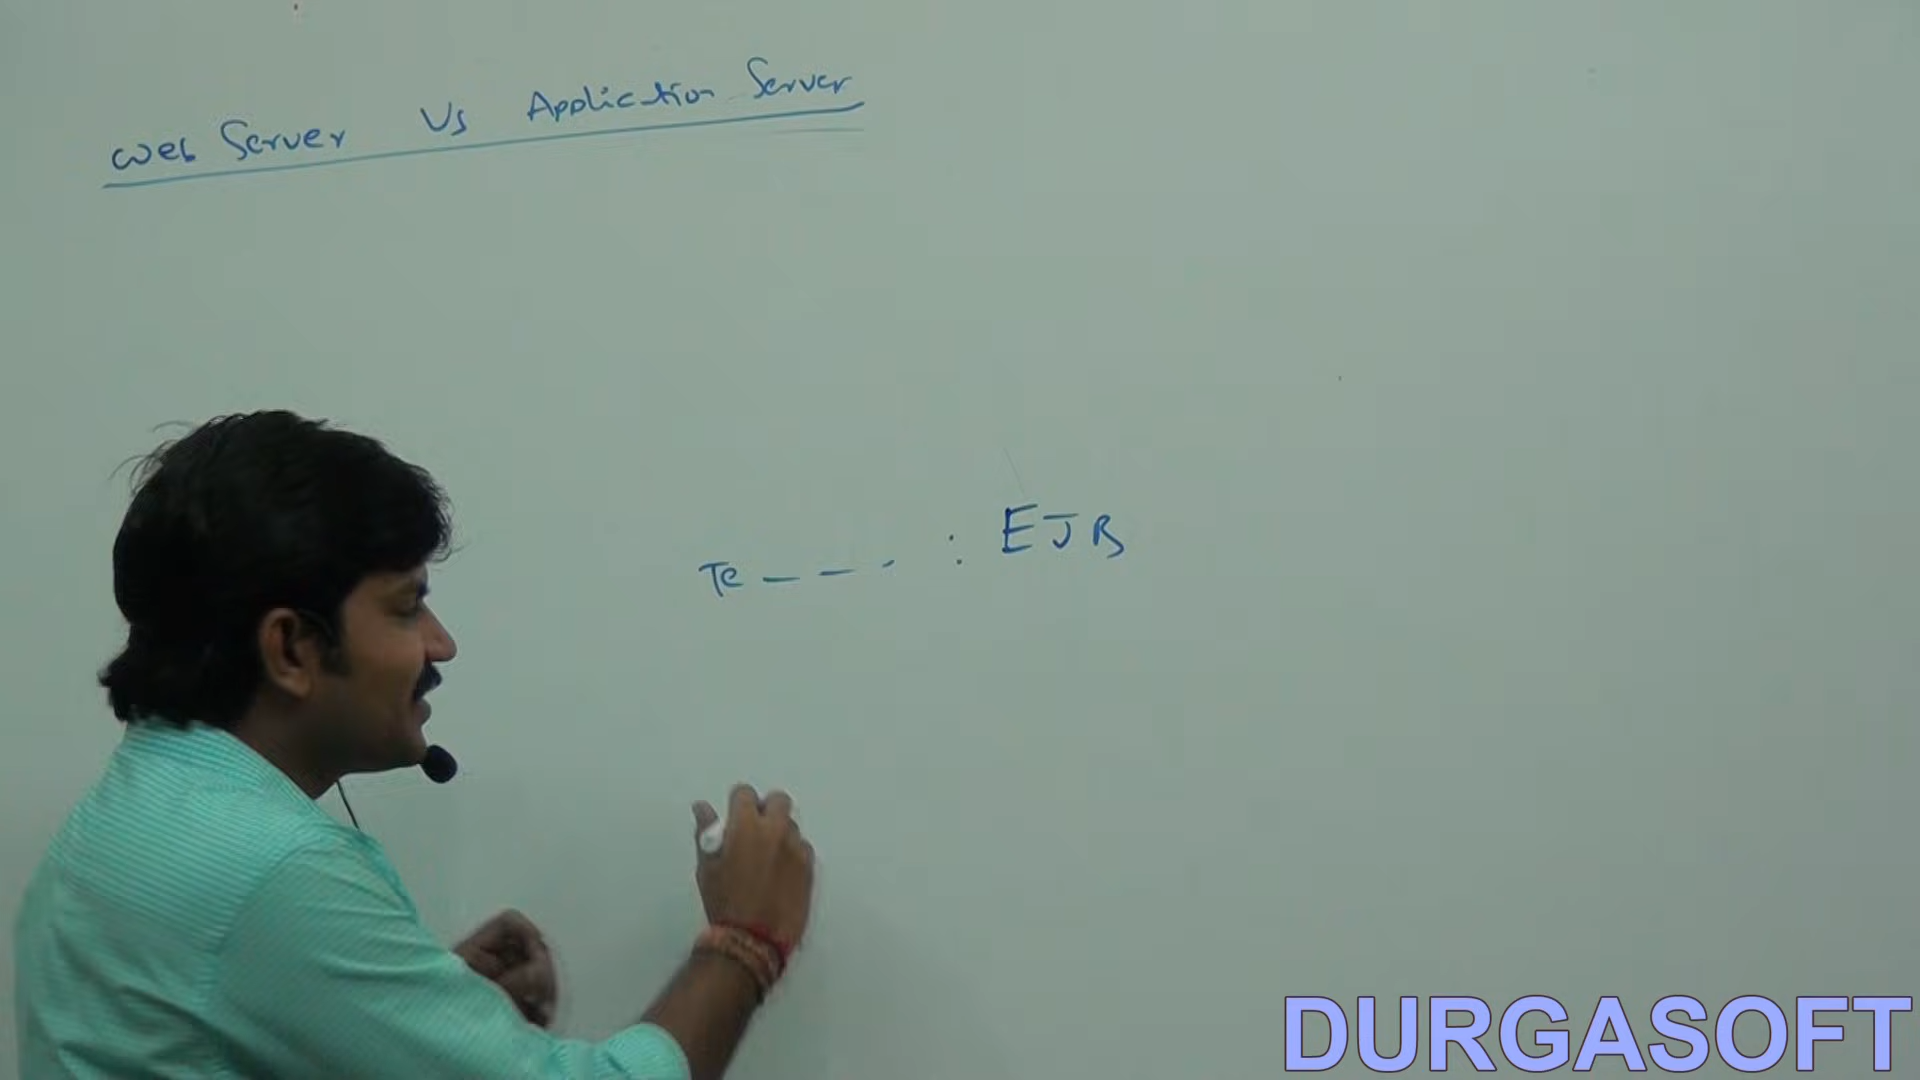 Web Server Vs Application Server
Te _ _ _ . : EJB
DURGASOFT